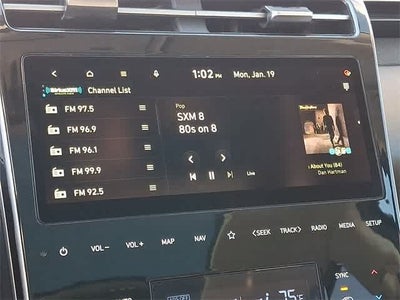 1:02 PM Mon, Jan. 19
SiriusXM Channel List
FM 97.5
FM 96.9
FM 96.1
FM 99.9
FM 92.5
Pop
SXM 8
80s on 8
Live
About You (84)
Dan Hartman
VOL− VOL+ MAP NAV <SEEK TRACK> RADIO MEDIA SETUP
SYNC
75°F